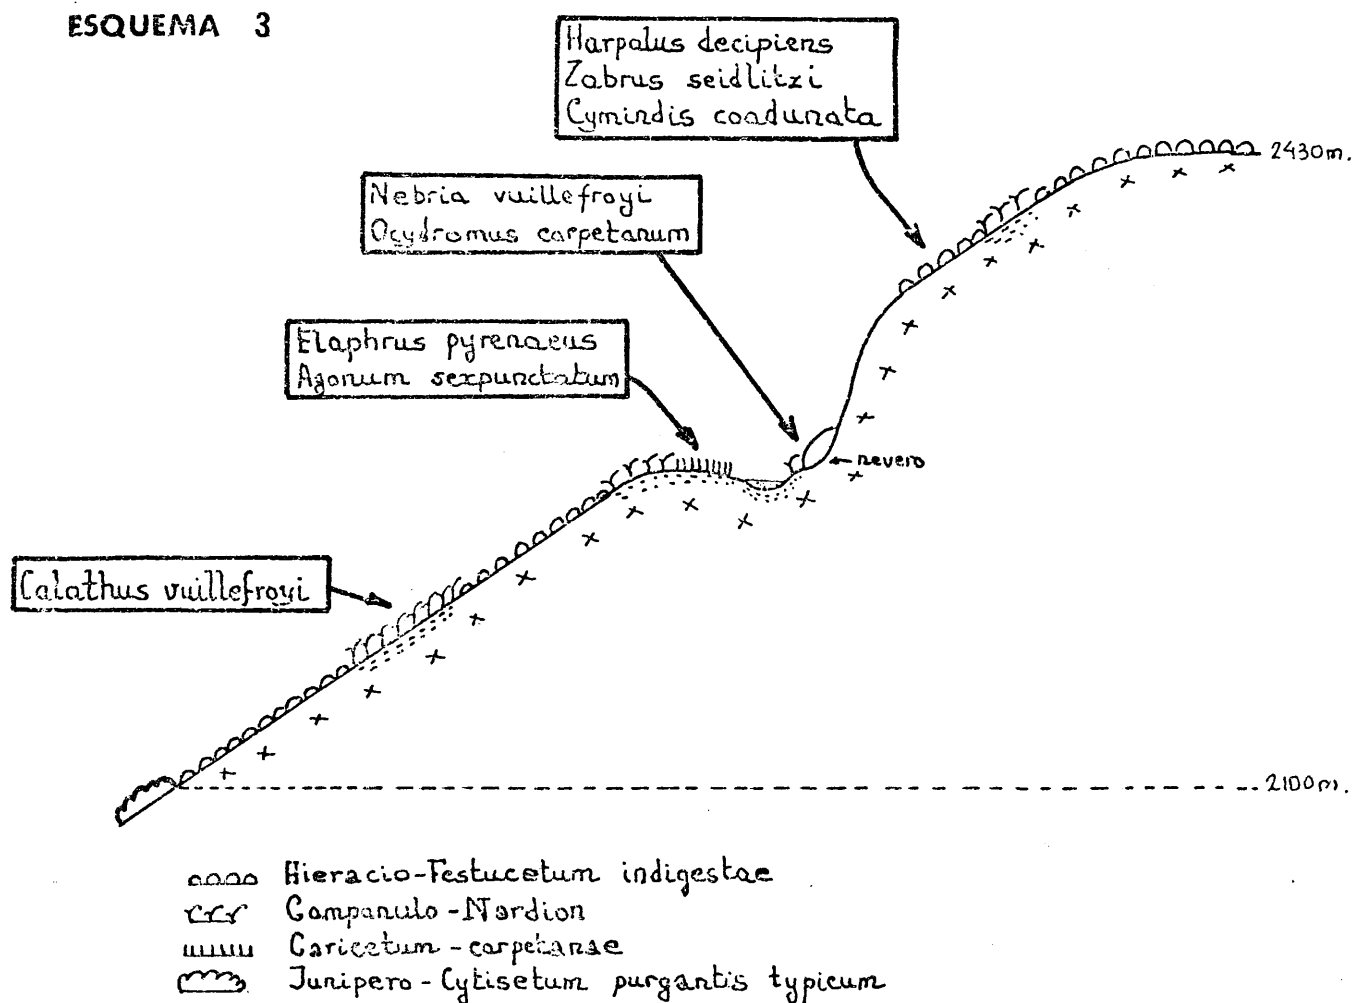 ESQUEMA 3
Harpalus decipiens
Zabrus seidlitzi
Cymindis coadunata
2430m.
Nebria vuillefroyi
Ocydromus carpetanum
Elaphrus pyrenaeus
Agonum sexpunctatum
nevero
Calathus vuillefroyi
2100m.
Hieracio-Festucetum indigestae
Campanulo-Nardion
Caricetum-carpetanae
Junipero-Cytisetum purgantis typicum